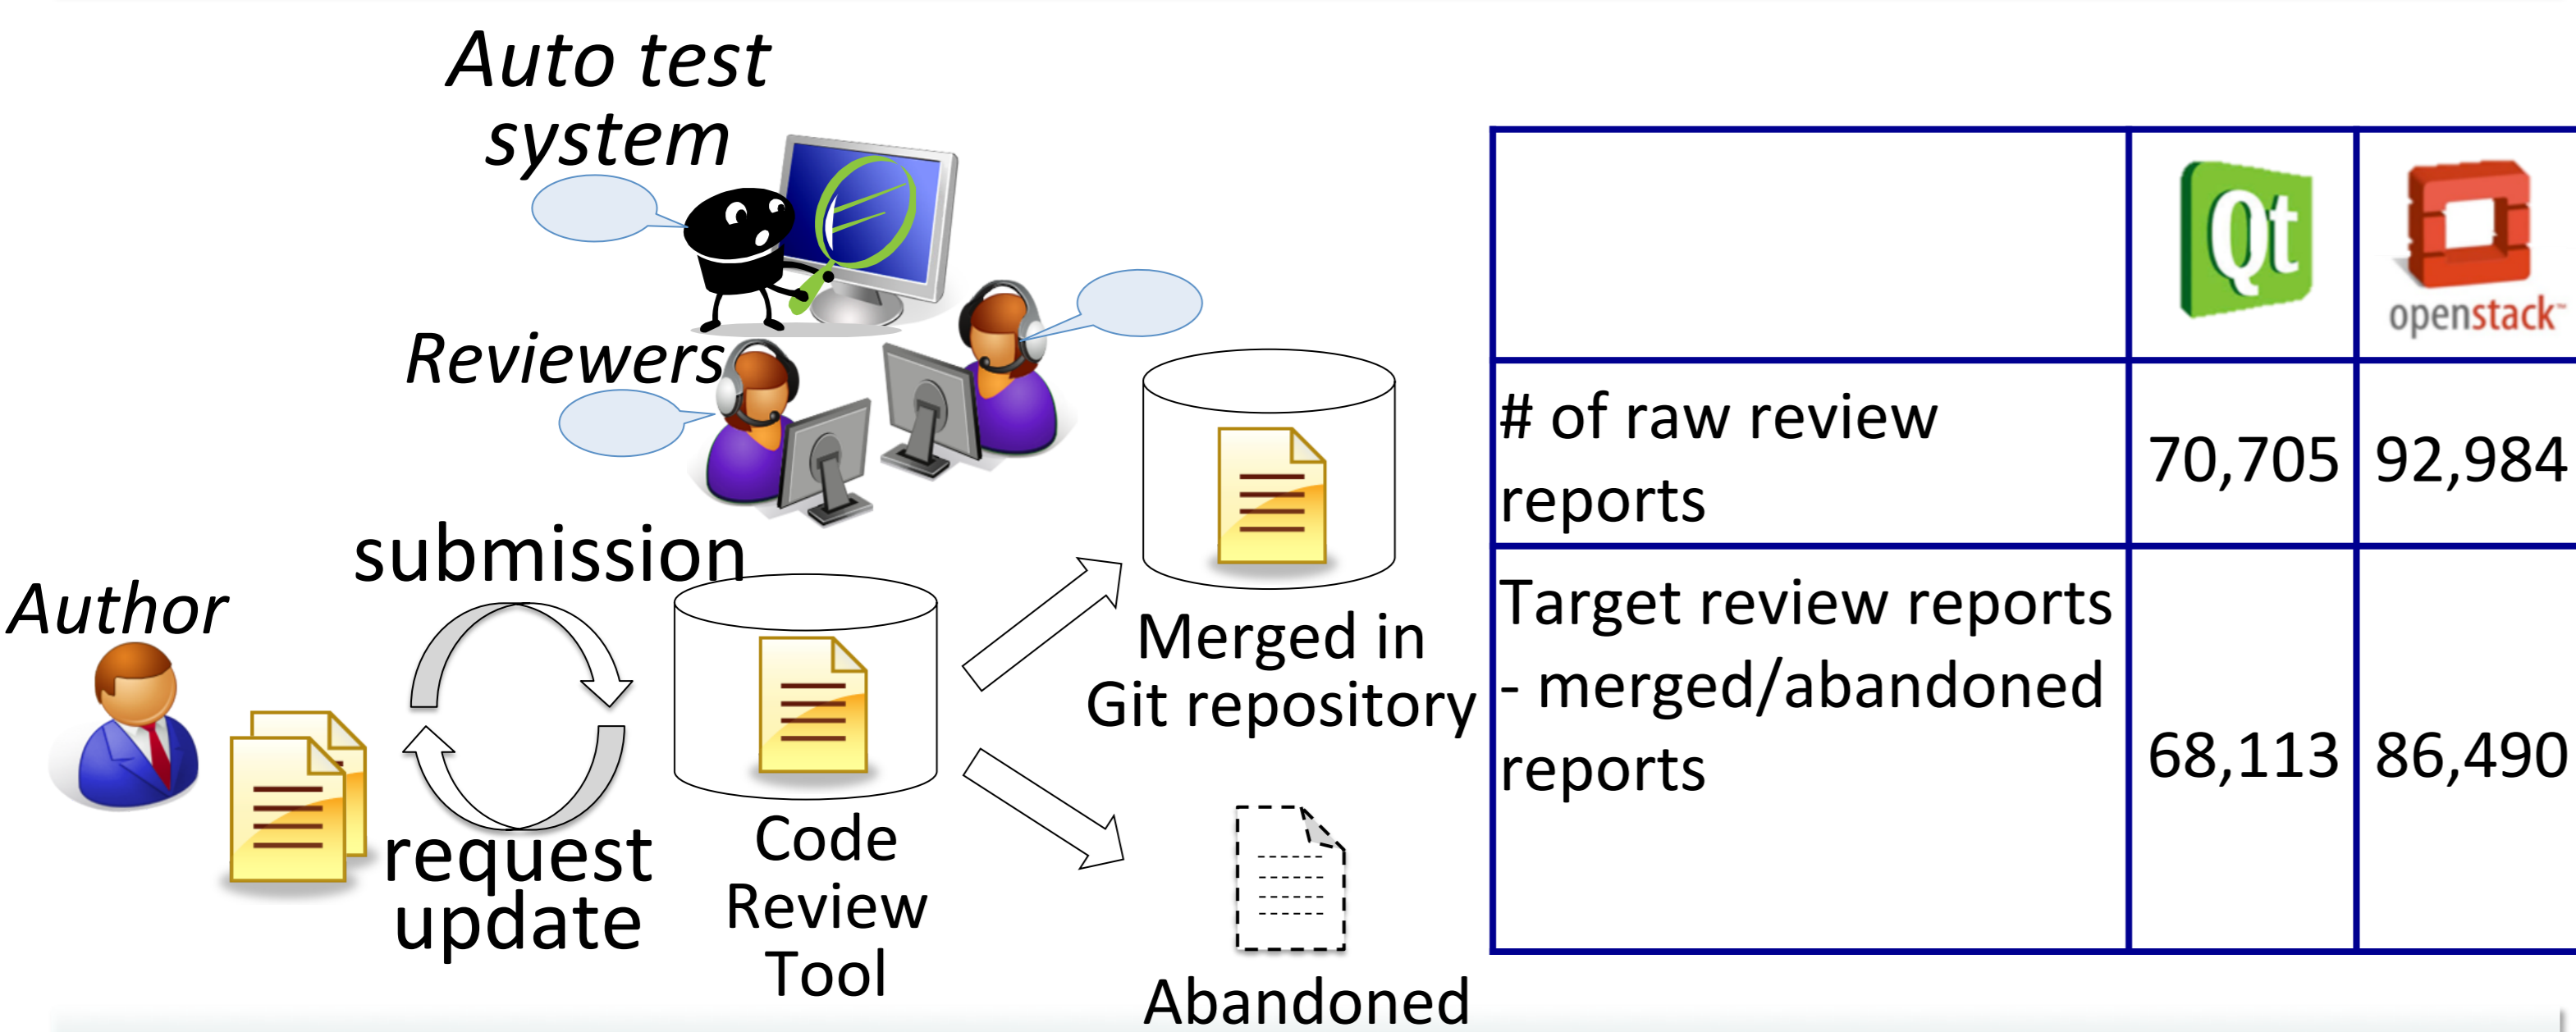 Auto test
system
Reviewers
submission
Author
request
update
Code
Review
Tool
Merged in
Git repository
Abandoned
Qt
openstack™
# of raw review
reports
70,705
92,984
Target review reports
- merged/abandoned
reports
68,113
86,490